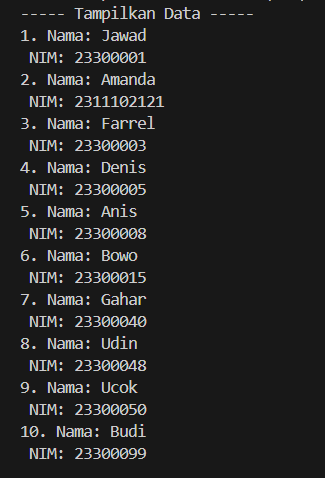 ----- Tampilkan Data -----
1. Nama: Jawad
NIM: 23300001
2. Nama: Amanda
NIM: 2311102121
3. Nama: Farrel
NIM: 23300003
4. Nama: Denis
NIM: 23300005
5. Nama: Anis
NIM: 23300008
6. Nama: Bowo
NIM: 23300015
7. Nama: Gahar
NIM: 23300040
8. Nama: Udin
NIM: 23300048
9. Nama: Ucok
NIM: 23300050
10. Nama: Budi
NIM: 23300099